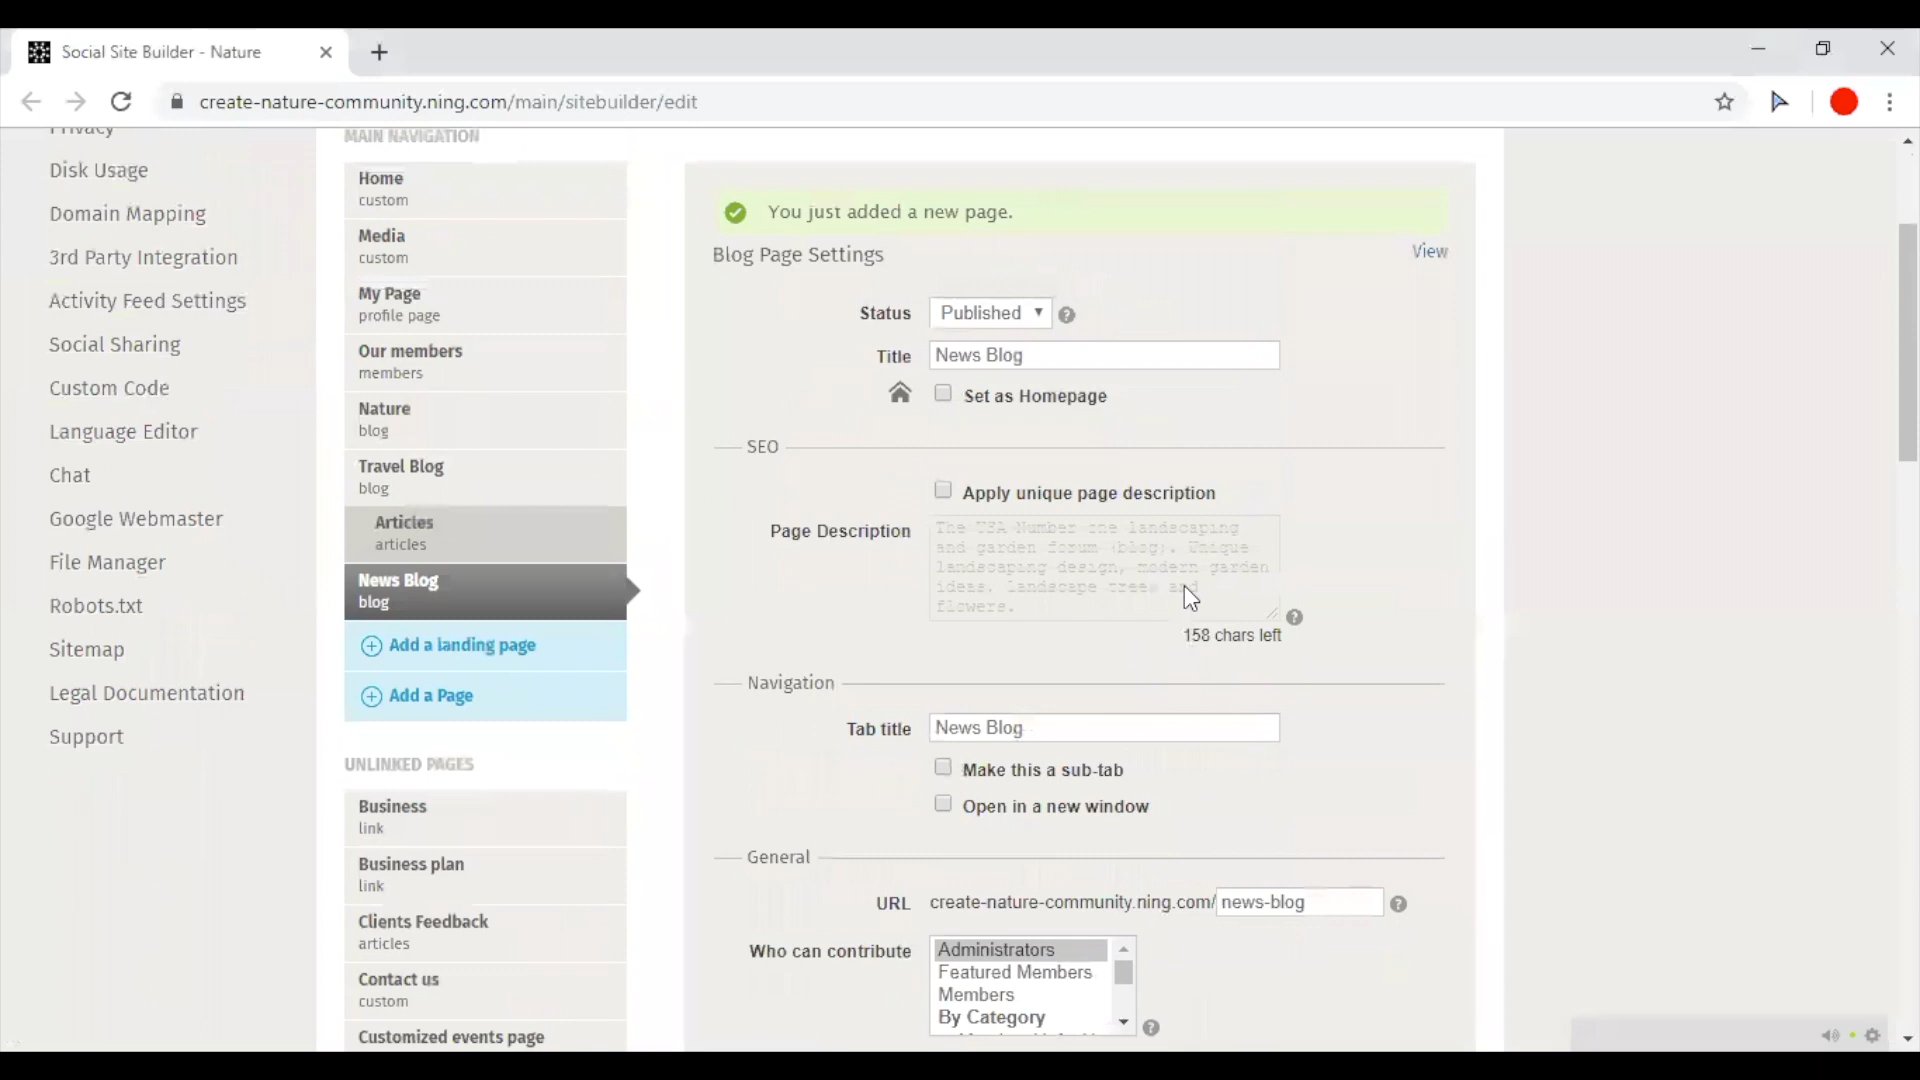 Social Site Builder - Nature
create-nature-community.ning.com/main/sitebuilder/edit
Privacy
Disk Usage
Domain Mapping
3rd Party Integration
Activity Feed Settings
Social Sharing
Custom Code
Language Editor
Chat
Google Webmaster
File Manager
Robots.txt
Sitemap
Legal Documentation
Support
MAIN NAVIGATION
Home
custom
Media
custom
My Page
profile page
Our members
members
Nature
blog
Travel Blog
blog
Articles
articles
News Blog
blog
Add a landing page
Add a Page
UNLINKED PAGES
Business
link
Business plan
link
Clients Feedback
articles
Contact us
custom
Customized events page
You just added a new page.
Blog Page Settings
View
Status
Published
Title
News Blog
Set as Homepage
SEO
Apply unique page description
Page Description
The USA Number one landscaping
and garden forum (blog). Unique
landscaping design, modern garden
ideas, landscape trees and
flowers.
158 chars left
Navigation
Tab title
News Blog
Make this a sub-tab
Open in a new window
General
URL
create-nature-community.ning.com/ news-blog
Who can contribute
Administrators
Featured Members
Members
By Category